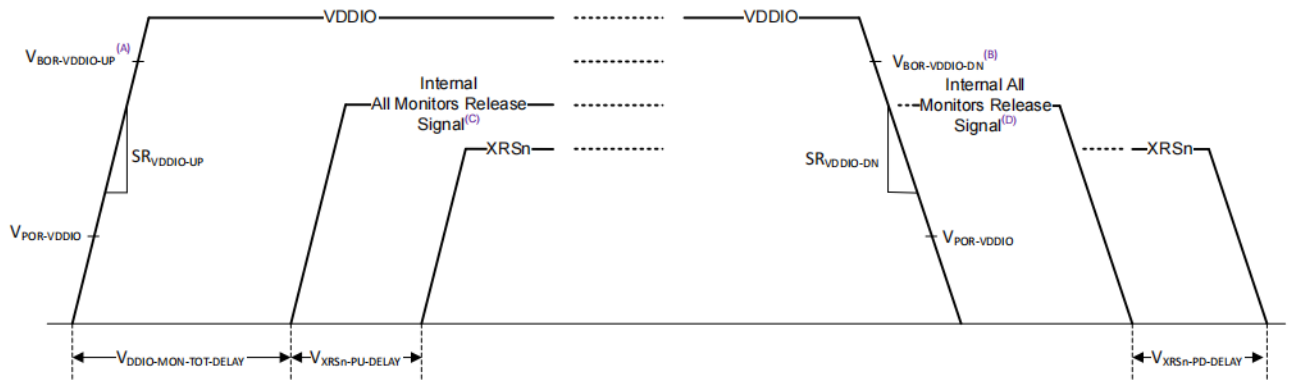 VDDIO
VDDIO
VBOR-VDDIO-UP(A)
VBOR-VDDIO-DN(B)
Internal
All Monitors Release
Signal(C)
Internal All
Monitors Release
Signal(D)
XRSn
XRSn
SRVDDIO-UP
SRVDDIO-DN
VPOR-VDDIO
VPOR-VDDIO
VDDIO-MON-TOT-DELAY
VXRSn-PU-DELAY
VXRSn-PD-DELAY